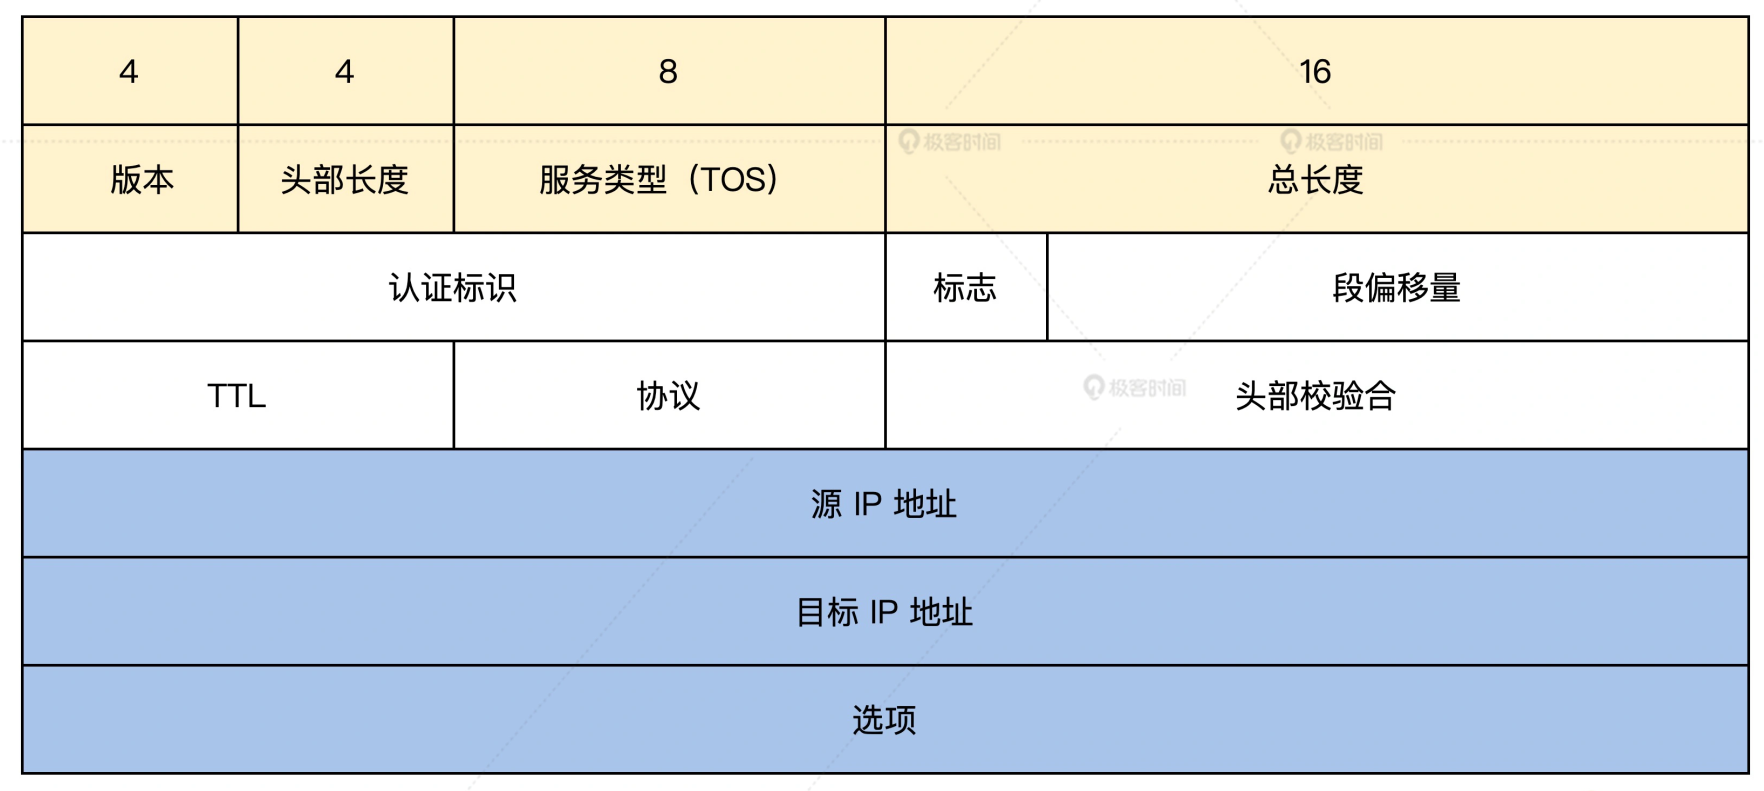 4 4 8 16
版本 头部长度 服务类型（TOS） 总长度
极客时间 极客时间
认证标识 标志 段偏移量
TTL 协议 头部校验合
极客时间
源 IP 地址
目标 IP 地址
选项